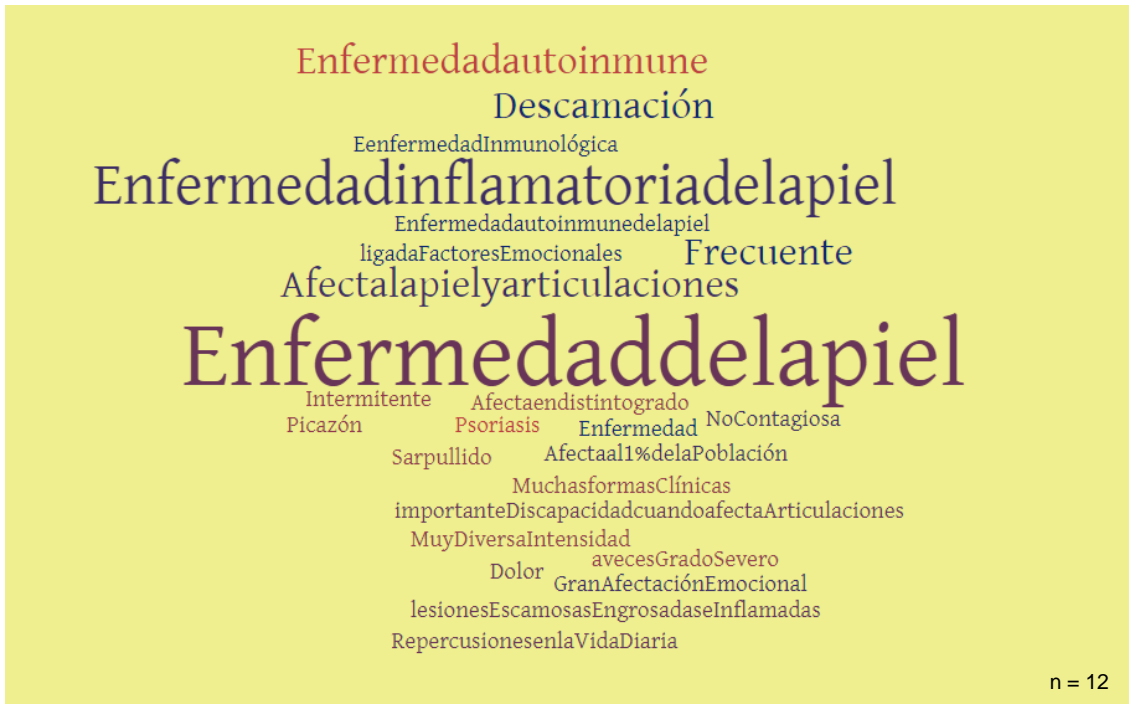 Enfermedadautoinmune
Descamación
EenfermedadInmunológica
Enfermedadinflamatoriadelapiel
Enfermedadautoinmunedelapiel
ligadaFactoresEmocionales Frecuente
Afectalapielyarticulaciones
Enfermedaddelapiel
Intermitente Afectaendistintogrado
Picazón Psoriasis Enfermedad NoContagiosa
Sarpullido Afectaal1%delaPoblación
MuchasformasClínicas
importanteDiscapacidadcuandoafectaArticulaciones
MuyDiversaIntensidad
avecesGradoSevero
Dolor GranAfectaciónEmocional
lesionesEscamosasEngrosadaseInflamadas
RepercusionesenlaVidaDiaria
n = 12